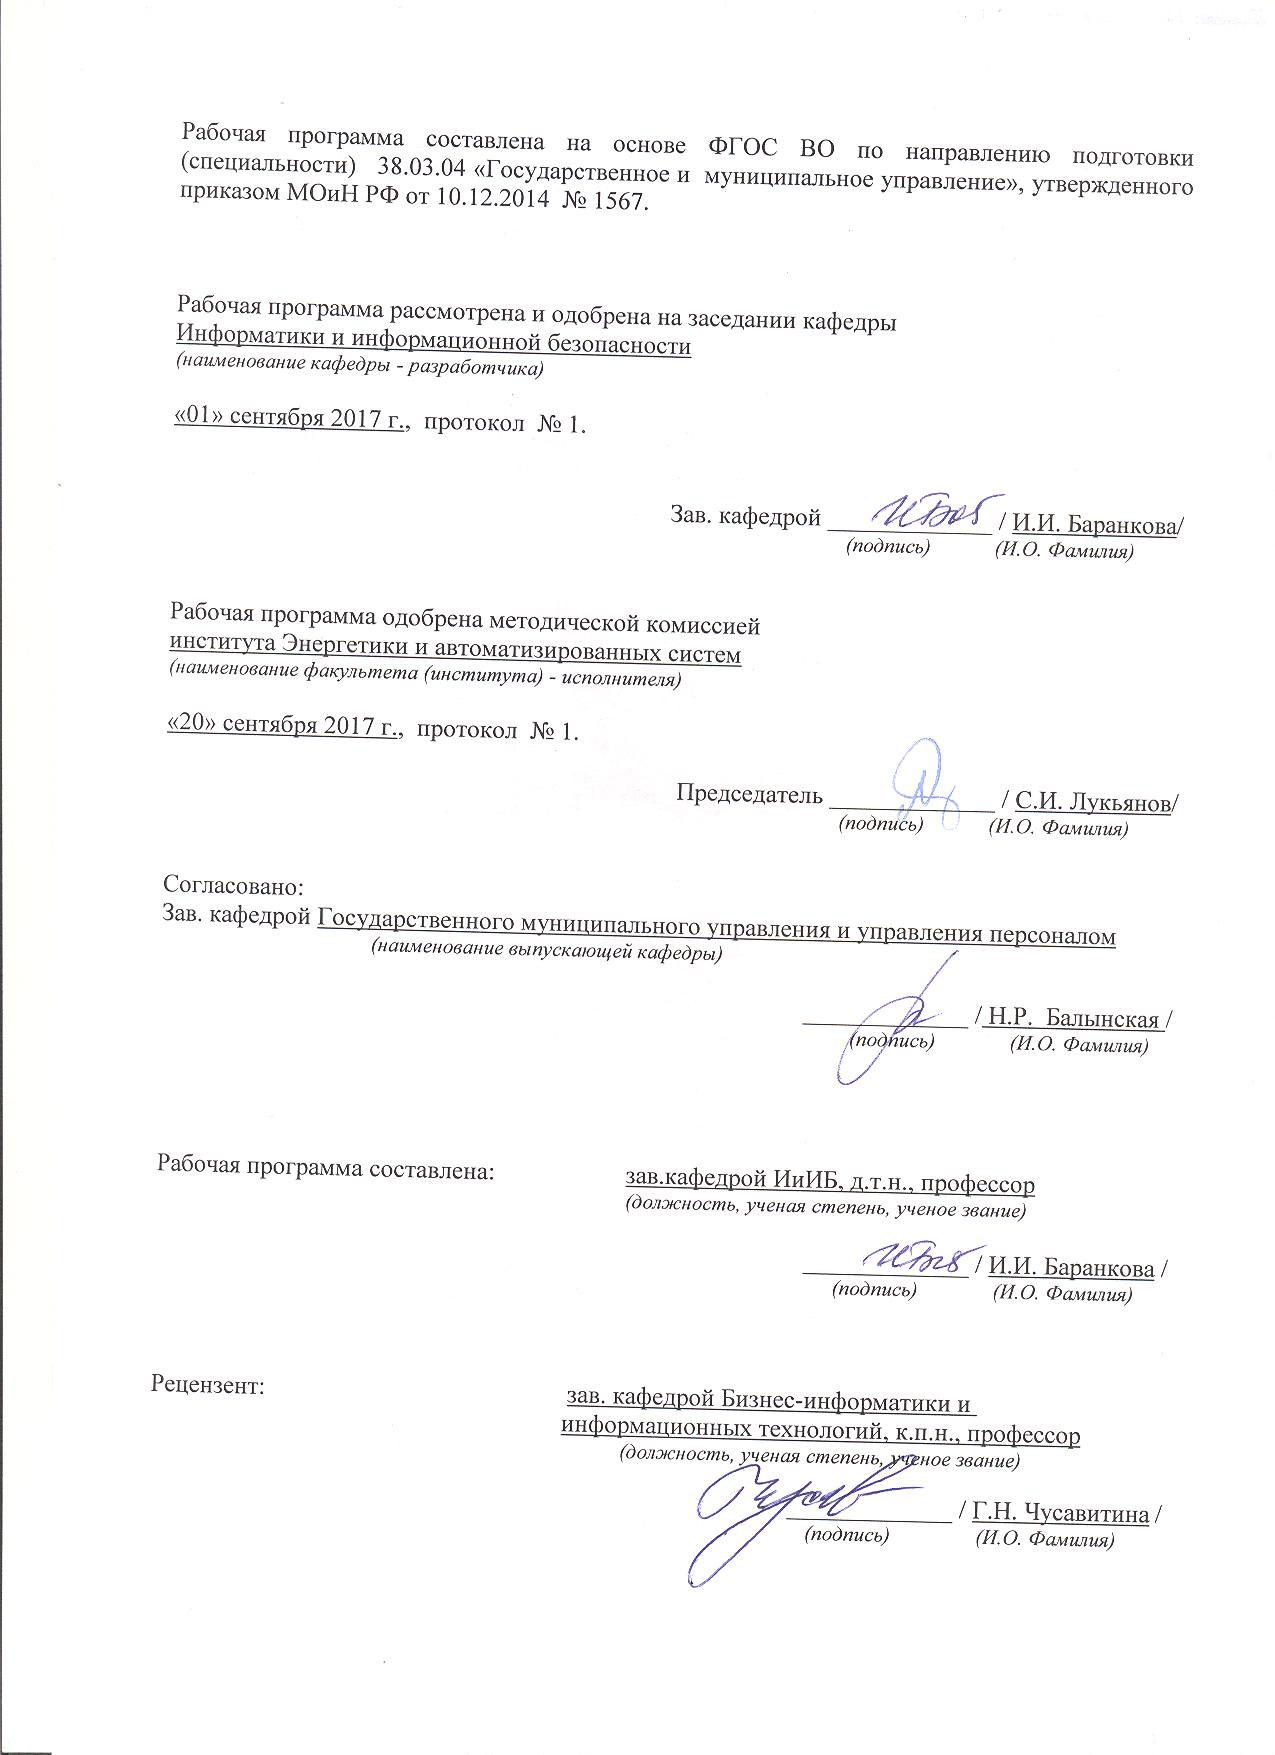 Рабочая программа составлена на основе ФГОС ВО по направлению подготовки
(специальности) 38.03.04 «Государственное и муниципальное управление», утвержденного
приказом МОиН РФ от 10.12.2014 № 1567.
Рабочая программа рассмотрена и одобрена на заседании кафедры
Информатики и информационной безопасности
(наименование кафедры - разработчика)
«01» сентября 2017 г., протокол № 1.
Зав. кафедрой _____________ / И.И. Баранкова/
(подпись) (И.О. Фамилия)
Рабочая программа одобрена методической комиссией
института Энергетики и автоматизированных систем
(наименование факультета (института) - исполнителя)
«20» сентября 2017 г., протокол № 1.
Председатель _____________ / С.И. Лукьянов/
(подпись) (И.О. Фамилия)
Согласовано:
Зав. кафедрой Государственного муниципального управления и управления персоналом
(наименование выпускающей кафедры)
_____________ / Н.Р. Балынская /
(подпись) (И.О. Фамилия)
Рабочая программа составлена: зав.кафедрой ИиИБ, д.т.н., профессор
(должность, ученая степень, ученое звание)
_____________ / И.И. Баранкова /
(подпись) (И.О. Фамилия)
Рецензент: зав. кафедрой Бизнес-информатики и
информационных технологий, к.п.н., профессор
(должность, ученая степень, ученое звание)
_____________ / Г.Н. Чусавитина /
(подпись) (И.О. Фамилия)